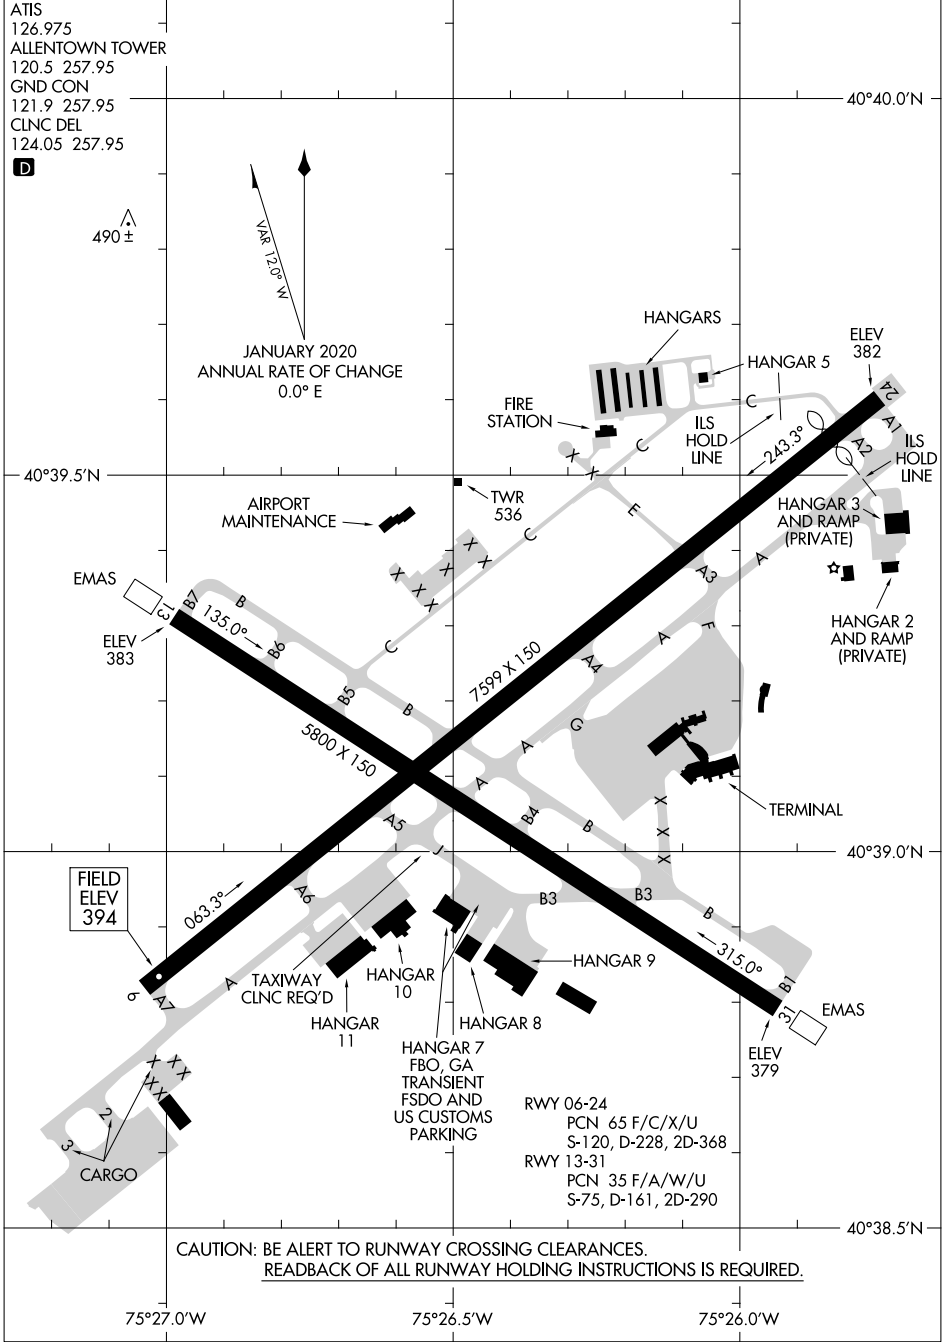 ATIS
126.975
ALLENTOWN TOWER
120.5 257.95
GND CON
121.9 257.95
CLNC DEL
124.05 257.95
D
40°40.0'N
490 ±
VAR 12.0° W
JANUARY 2020
ANNUAL RATE OF CHANGE
0.0° E
HANGARS
ELEV
382
HANGAR 5
24
FIRE
STATION
C
C
ILS
HOLD
LINE
A1
A2
ILS
HOLD
LINE
243.3°
X
X
40°39.5'N
TWR
536
AIRPORT
MAINTENANCE
HANGAR 3
AND RAMP
(PRIVATE)
E
C
X
X
X
X
X
A3
A
EMAS
13
B7
B
135.0°
ELEV
383
HANGAR 2
AND RAMP
(PRIVATE)
F
A
B6
C
A4
7599 X 150
B5
B
G
5800 X 150
A
A
TERMINAL
X
X
X
A5
B4
B
J
40°39.0'N
FIELD
ELEV
394
063.3°
A6
B3
B3
B
315.0°
A
A7
6
TAXIWAY
CLNC REQ'D
HANGAR
10
HANGAR
11
HANGAR 9
HANGAR 8
B1
31
EMAS
ELEV
379
HANGAR 7
FBO, GA
TRANSIENT
FSDO AND
US CUSTOMS
PARKING
X
X
X
X
X
2
3
CARGO
RWY 06-24
PCN 65 F/C/X/U
S-120, D-228, 2D-368
RWY 13-31
PCN 35 F/A/W/U
S-75, D-161, 2D-290
40°38.5'N
CAUTION: BE ALERT TO RUNWAY CROSSING CLEARANCES.
READBACK OF ALL RUNWAY HOLDING INSTRUCTIONS IS REQUIRED.
75°27.0'W
75°26.5'W
75°26.0'W